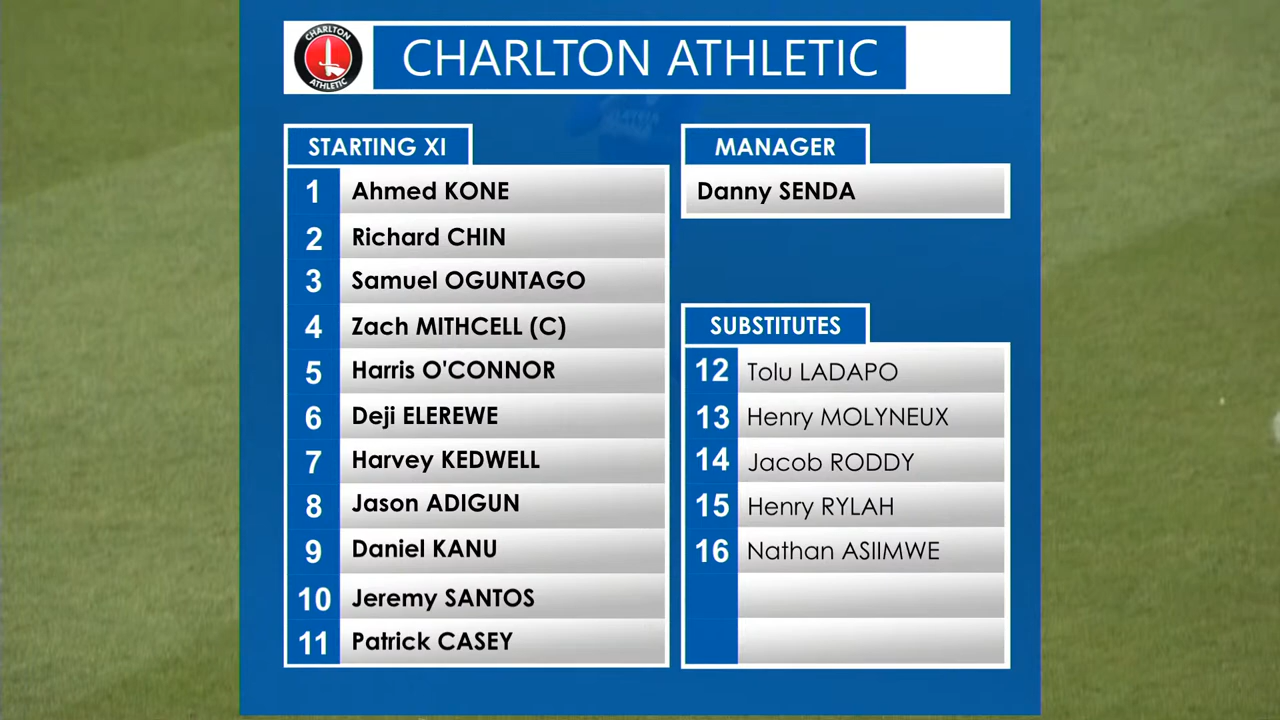 CHARLTON
ATHLETIC
CHARLTON ATHLETIC
STARTING XI
1 Ahmed KONE
2 Richard CHIN
3 Samuel OGUNTAGO
4 Zach MITHCELL (C)
5 Harris O'CONNOR
6 Deji ELEREWE
7 Harvey KEDWELL
8 Jason ADIGUN
9 Daniel KANU
10 Jeremy SANTOS
11 Patrick CASEY
MANAGER
Danny SENDA
SUBSTITUTES
12 Tolu LADAPO
13 Henry MOLYNEUX
14 Jacob RODDY
15 Henry RYLAH
16 Nathan ASIIMWE